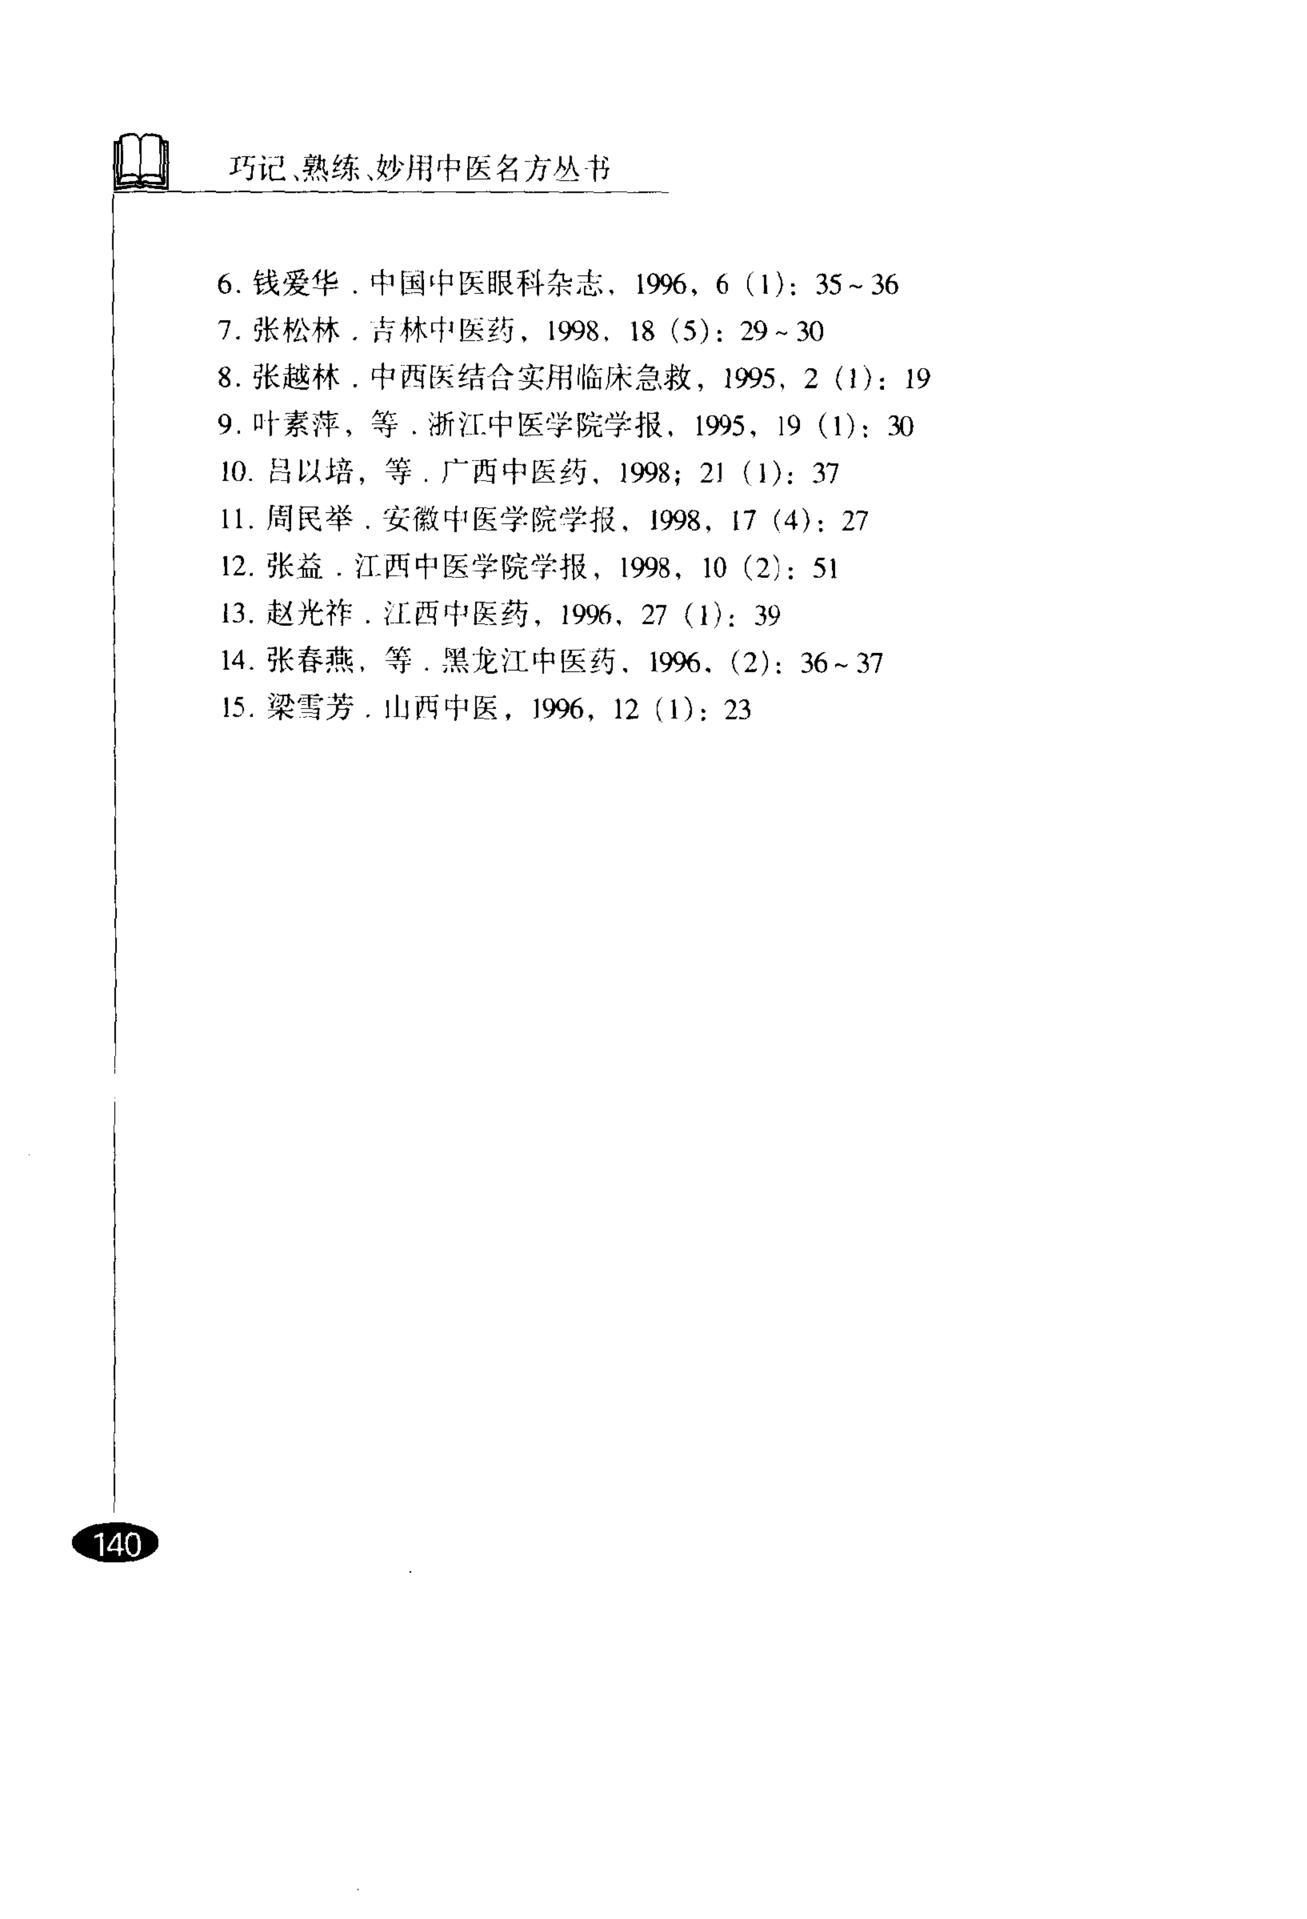 巧记、熟练、妙用中医名方丛书
6. 钱爱华．中国中医眼科杂志，1996，6（1）：35～36
7. 张松林．吉林中医药，1998，18（5）：29～30
8. 张越林．中西医结合实用临床急救，1995，2（1）：19
9. 叶素萍，等．浙江中医学院学报，1995，19（1）：30
10. 吕以培，等．广西中医药，1998；21（1）：37
11. 周民举．安徽中医学院学报，1998，17（4）：27
12. 张益．江西中医学院学报，1998，10（2）：51
13. 赵光祚．江西中医药，1996，27（1）：39
14. 张春燕，等．黑龙江中医药，1996，（2）：36～37
15. 梁雪芳．山西中医，1996，12（1）：23
140